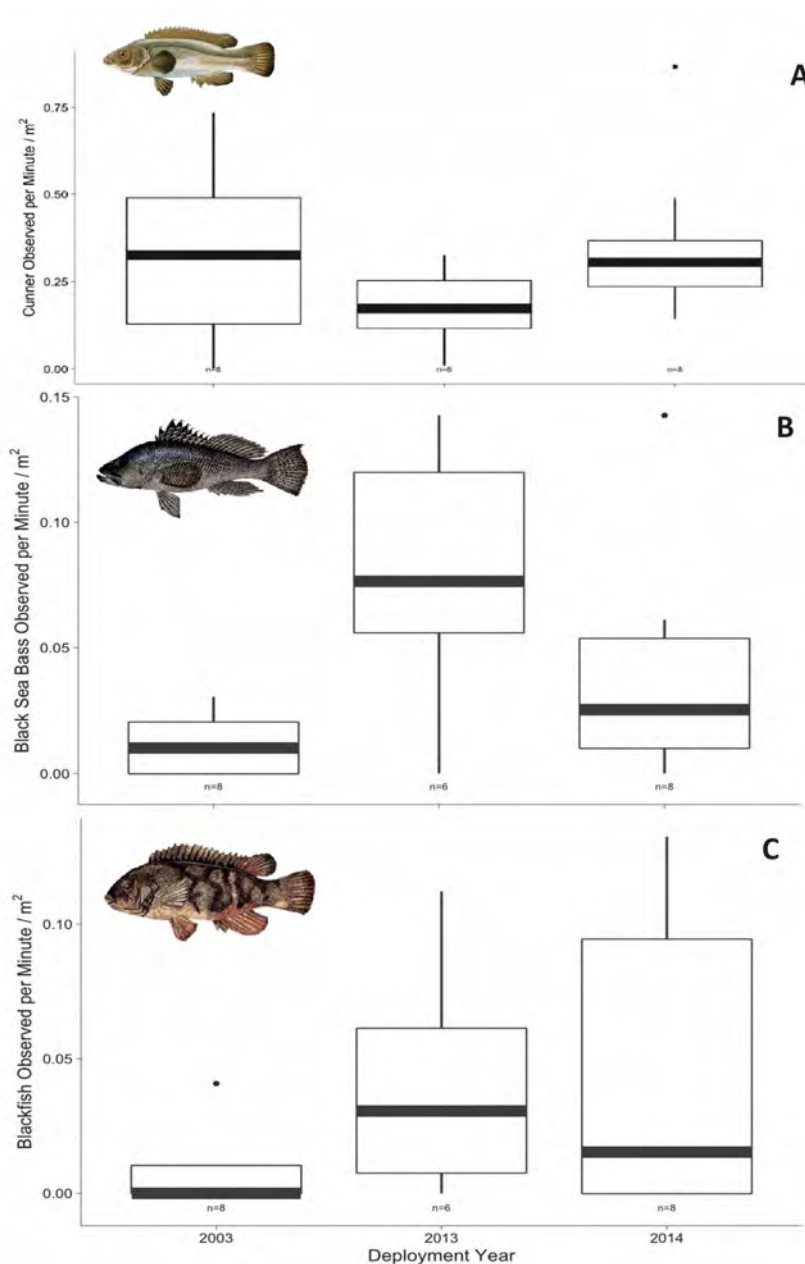 A
Cunner Observed per Minute / m²
0.75
0.50
0.25
0.00
n=8
n=6
n=8
B
Black Sea Bass Observed per Minute / m²
0.15
0.10
0.05
0.00
n=8
n=6
n=8
C
Blackfish Observed per Minute / m²
0.10
0.05
0.00
n=8
n=6
n=8
2003
2013
2014
Deployment Year